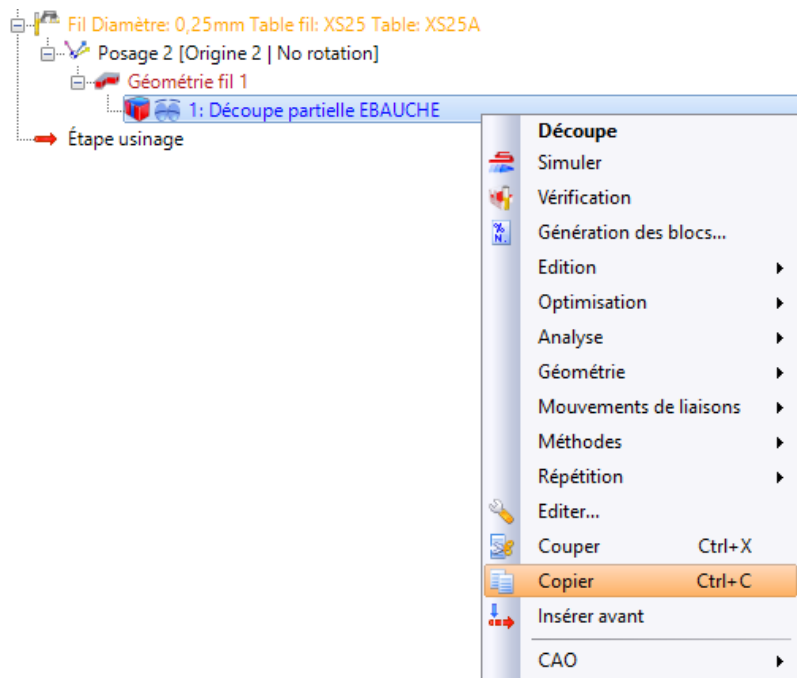 Fil Diamètre: 0,25mm Table fil: XS25 Table: XS25A
Posage 2 [Origine 2 | No rotation]
Géométrie fil 1
1: Découpe partielle EBAUCHE
Étape usinage
Découpe
Simuler
Vérification
% N.
Génération des blocs...
Edition
Optimisation
Analyse
Géométrie
Mouvements de liaisons
Méthodes
Répétition
Editer...
Couper Ctrl+X
Copier Ctrl+C
Insérer avant
CAO